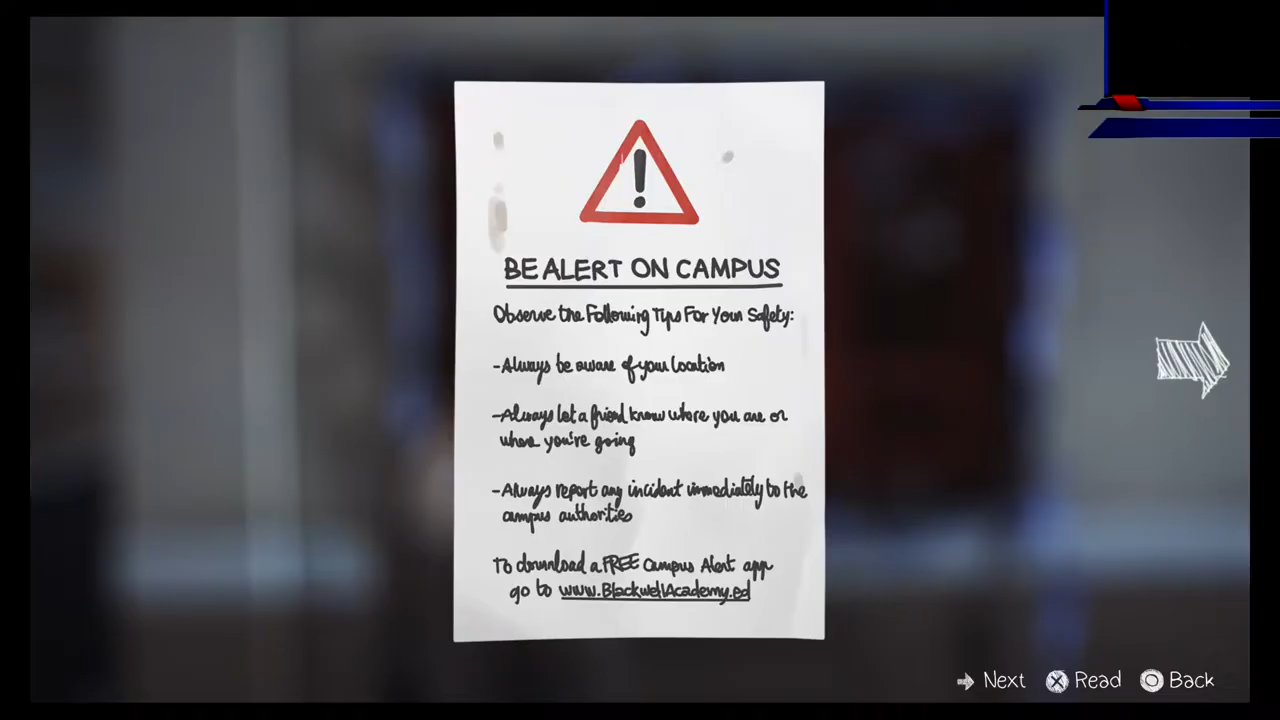 !
BE ALERT ON CAMPUS
Observe the Following Tips For Your Safety:
-Always be aware of your location
-Always let a friend know where you are or
where you're going
-Always report any incident immediately to the
campus authorities
To download a FREE Campus Alert app
go to www.BlackwellAcademy.ed
Next Read Back